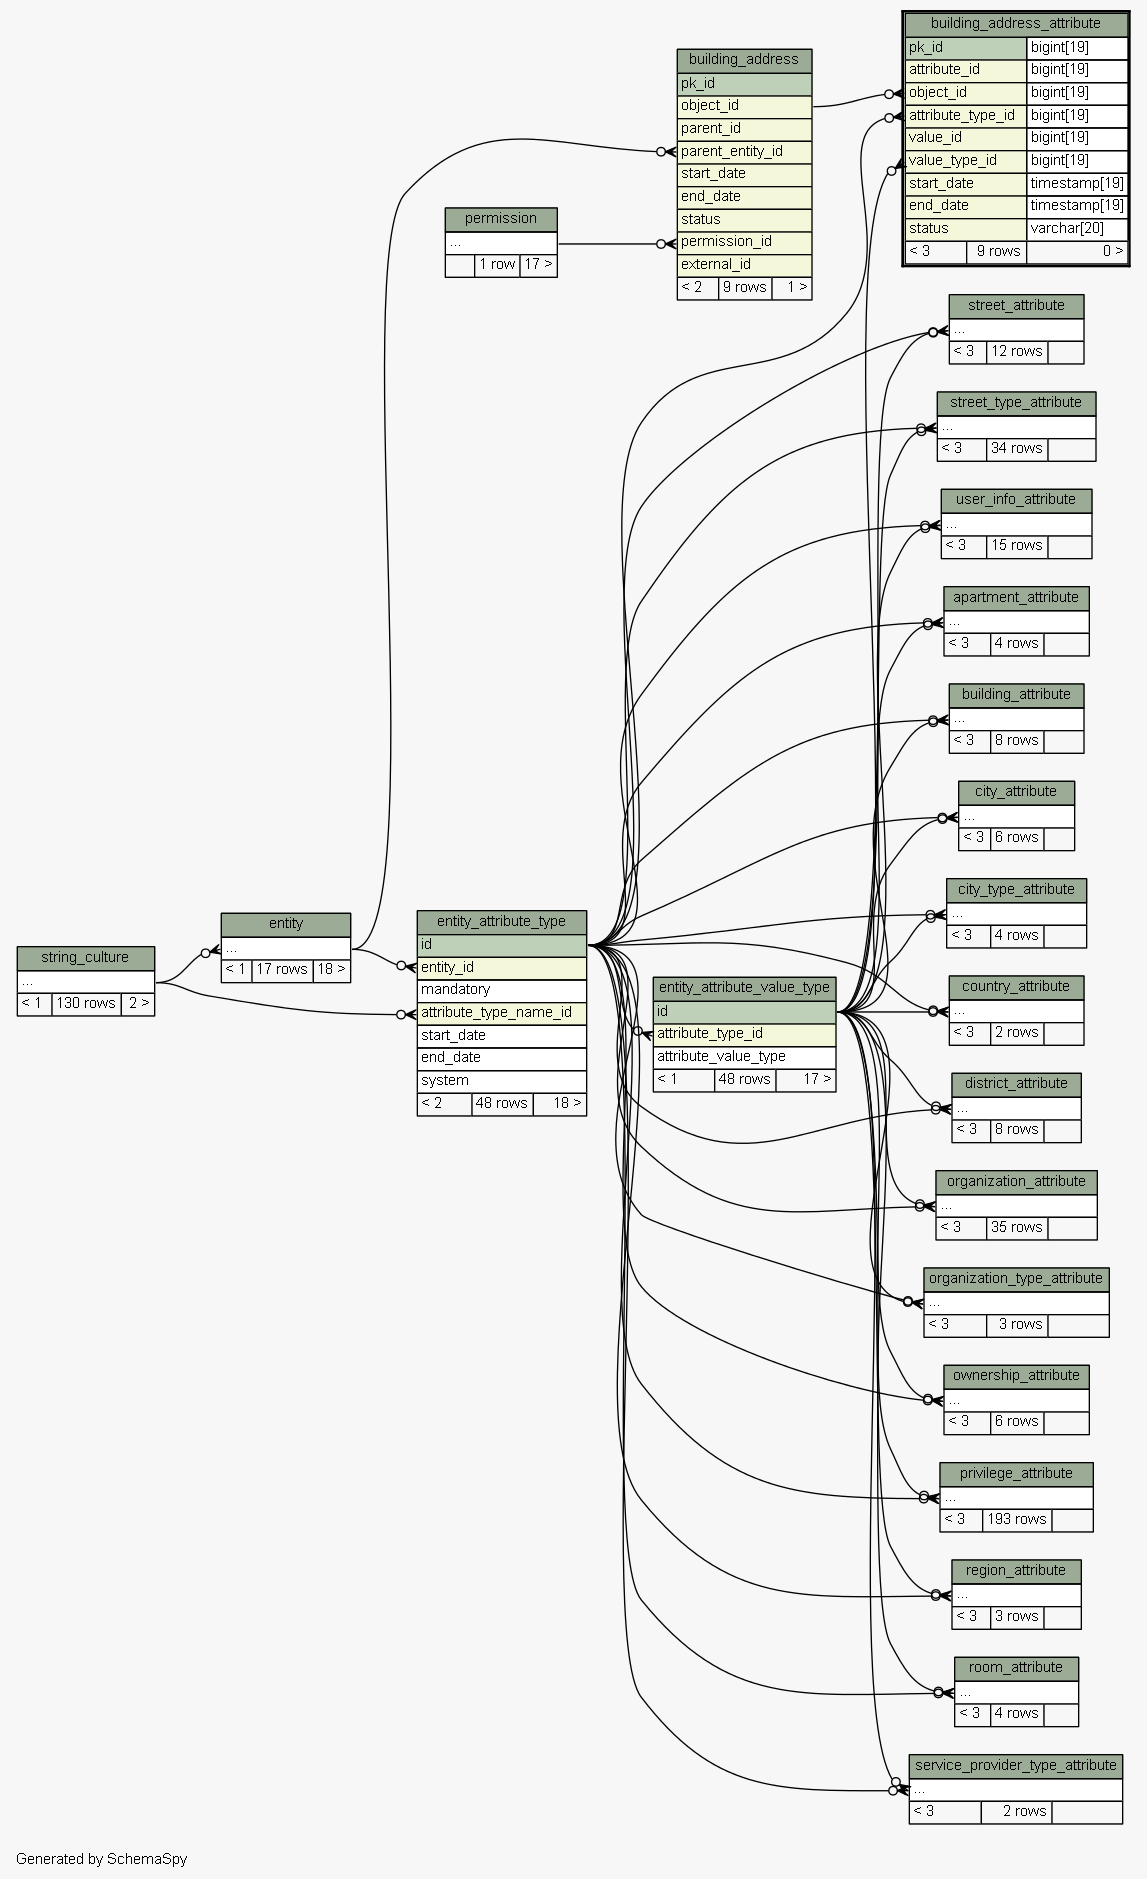 building_address_attribute
pk_id bigint[19]
attribute_id bigint[19]
object_id bigint[19]
attribute_type_id bigint[19]
value_id bigint[19]
value_type_id bigint[19]
start_date timestamp[19]
end_date timestamp[19]
status varchar[20]
< 3 9 rows 0 >
building_address
pk_id
object_id
parent_id
parent_entity_id
start_date
end_date
status
permission_id
external_id
< 2 9 rows 1 >
permission
...
1 row 17 >
street_attribute
...
< 3 12 rows
street_type_attribute
...
< 3 34 rows
user_info_attribute
...
< 3 15 rows
apartment_attribute
...
< 3 4 rows
building_attribute
...
< 3 8 rows
city_attribute
...
< 3 6 rows
city_type_attribute
...
< 3 4 rows
entity
...
< 1 17 rows 18 >
string_culture
...
< 1 130 rows 2 >
entity_attribute_type
id
entity_id
mandatory
attribute_type_name_id
start_date
end_date
system
< 2 48 rows 18 >
entity_attribute_value_type
id
attribute_type_id
attribute_value_type
< 1 48 rows 17 >
country_attribute
...
< 3 2 rows
district_attribute
...
< 3 8 rows
organization_attribute
...
< 3 35 rows
organization_type_attribute
...
< 3 3 rows
ownership_attribute
...
< 3 6 rows
privilege_attribute
...
< 3 193 rows
region_attribute
...
< 3 3 rows
room_attribute
...
< 3 4 rows
service_provider_type_attribute
...
< 3 2 rows
Generated by SchemaSpy